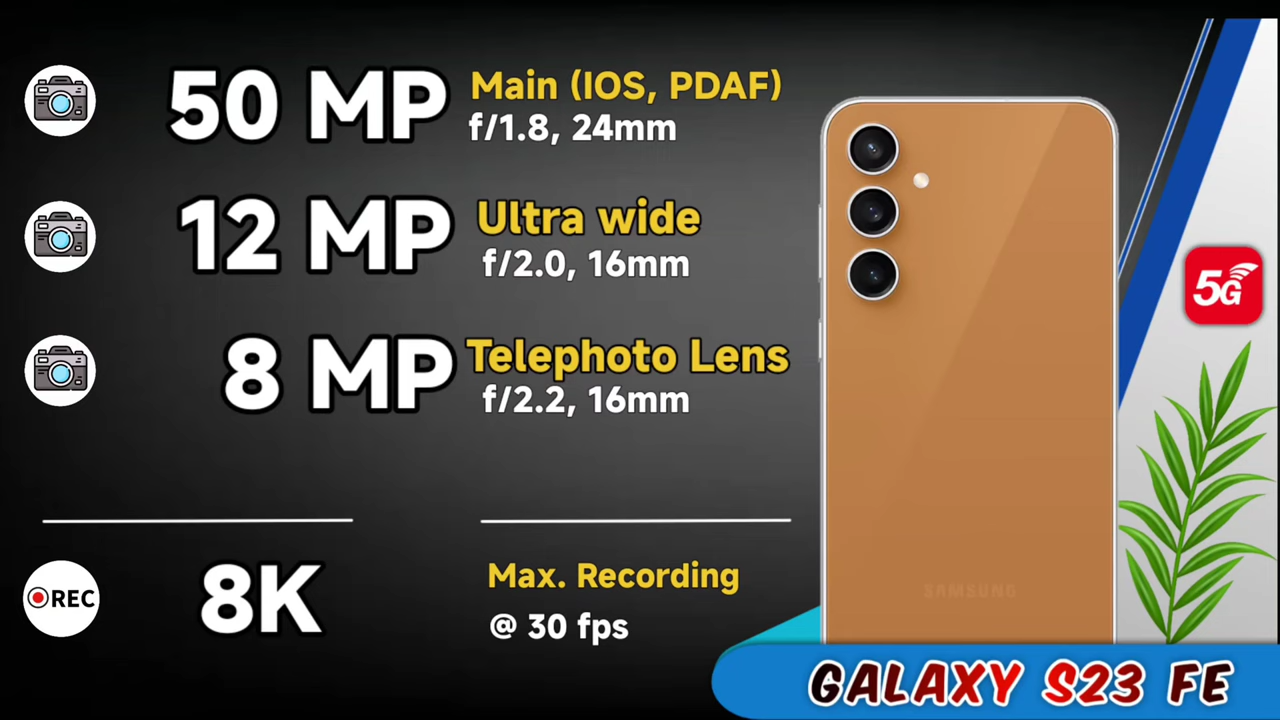 50 MP Main (IOS, PDAF)
f/1.8, 24mm
12 MP Ultra wide
f/2.0, 16mm
8 MP Telephoto Lens
f/2.2, 16mm
REC 8K Max. Recording
@ 30 fps
5G
SAMSUNG
GALAXY S23 FE